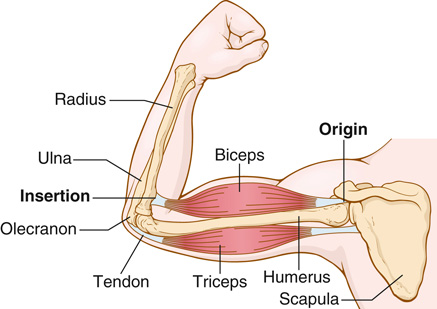 Radius
Origin
Biceps
Ulna
Insertion
Olecranon
Tendon
Triceps
Humerus
Scapula